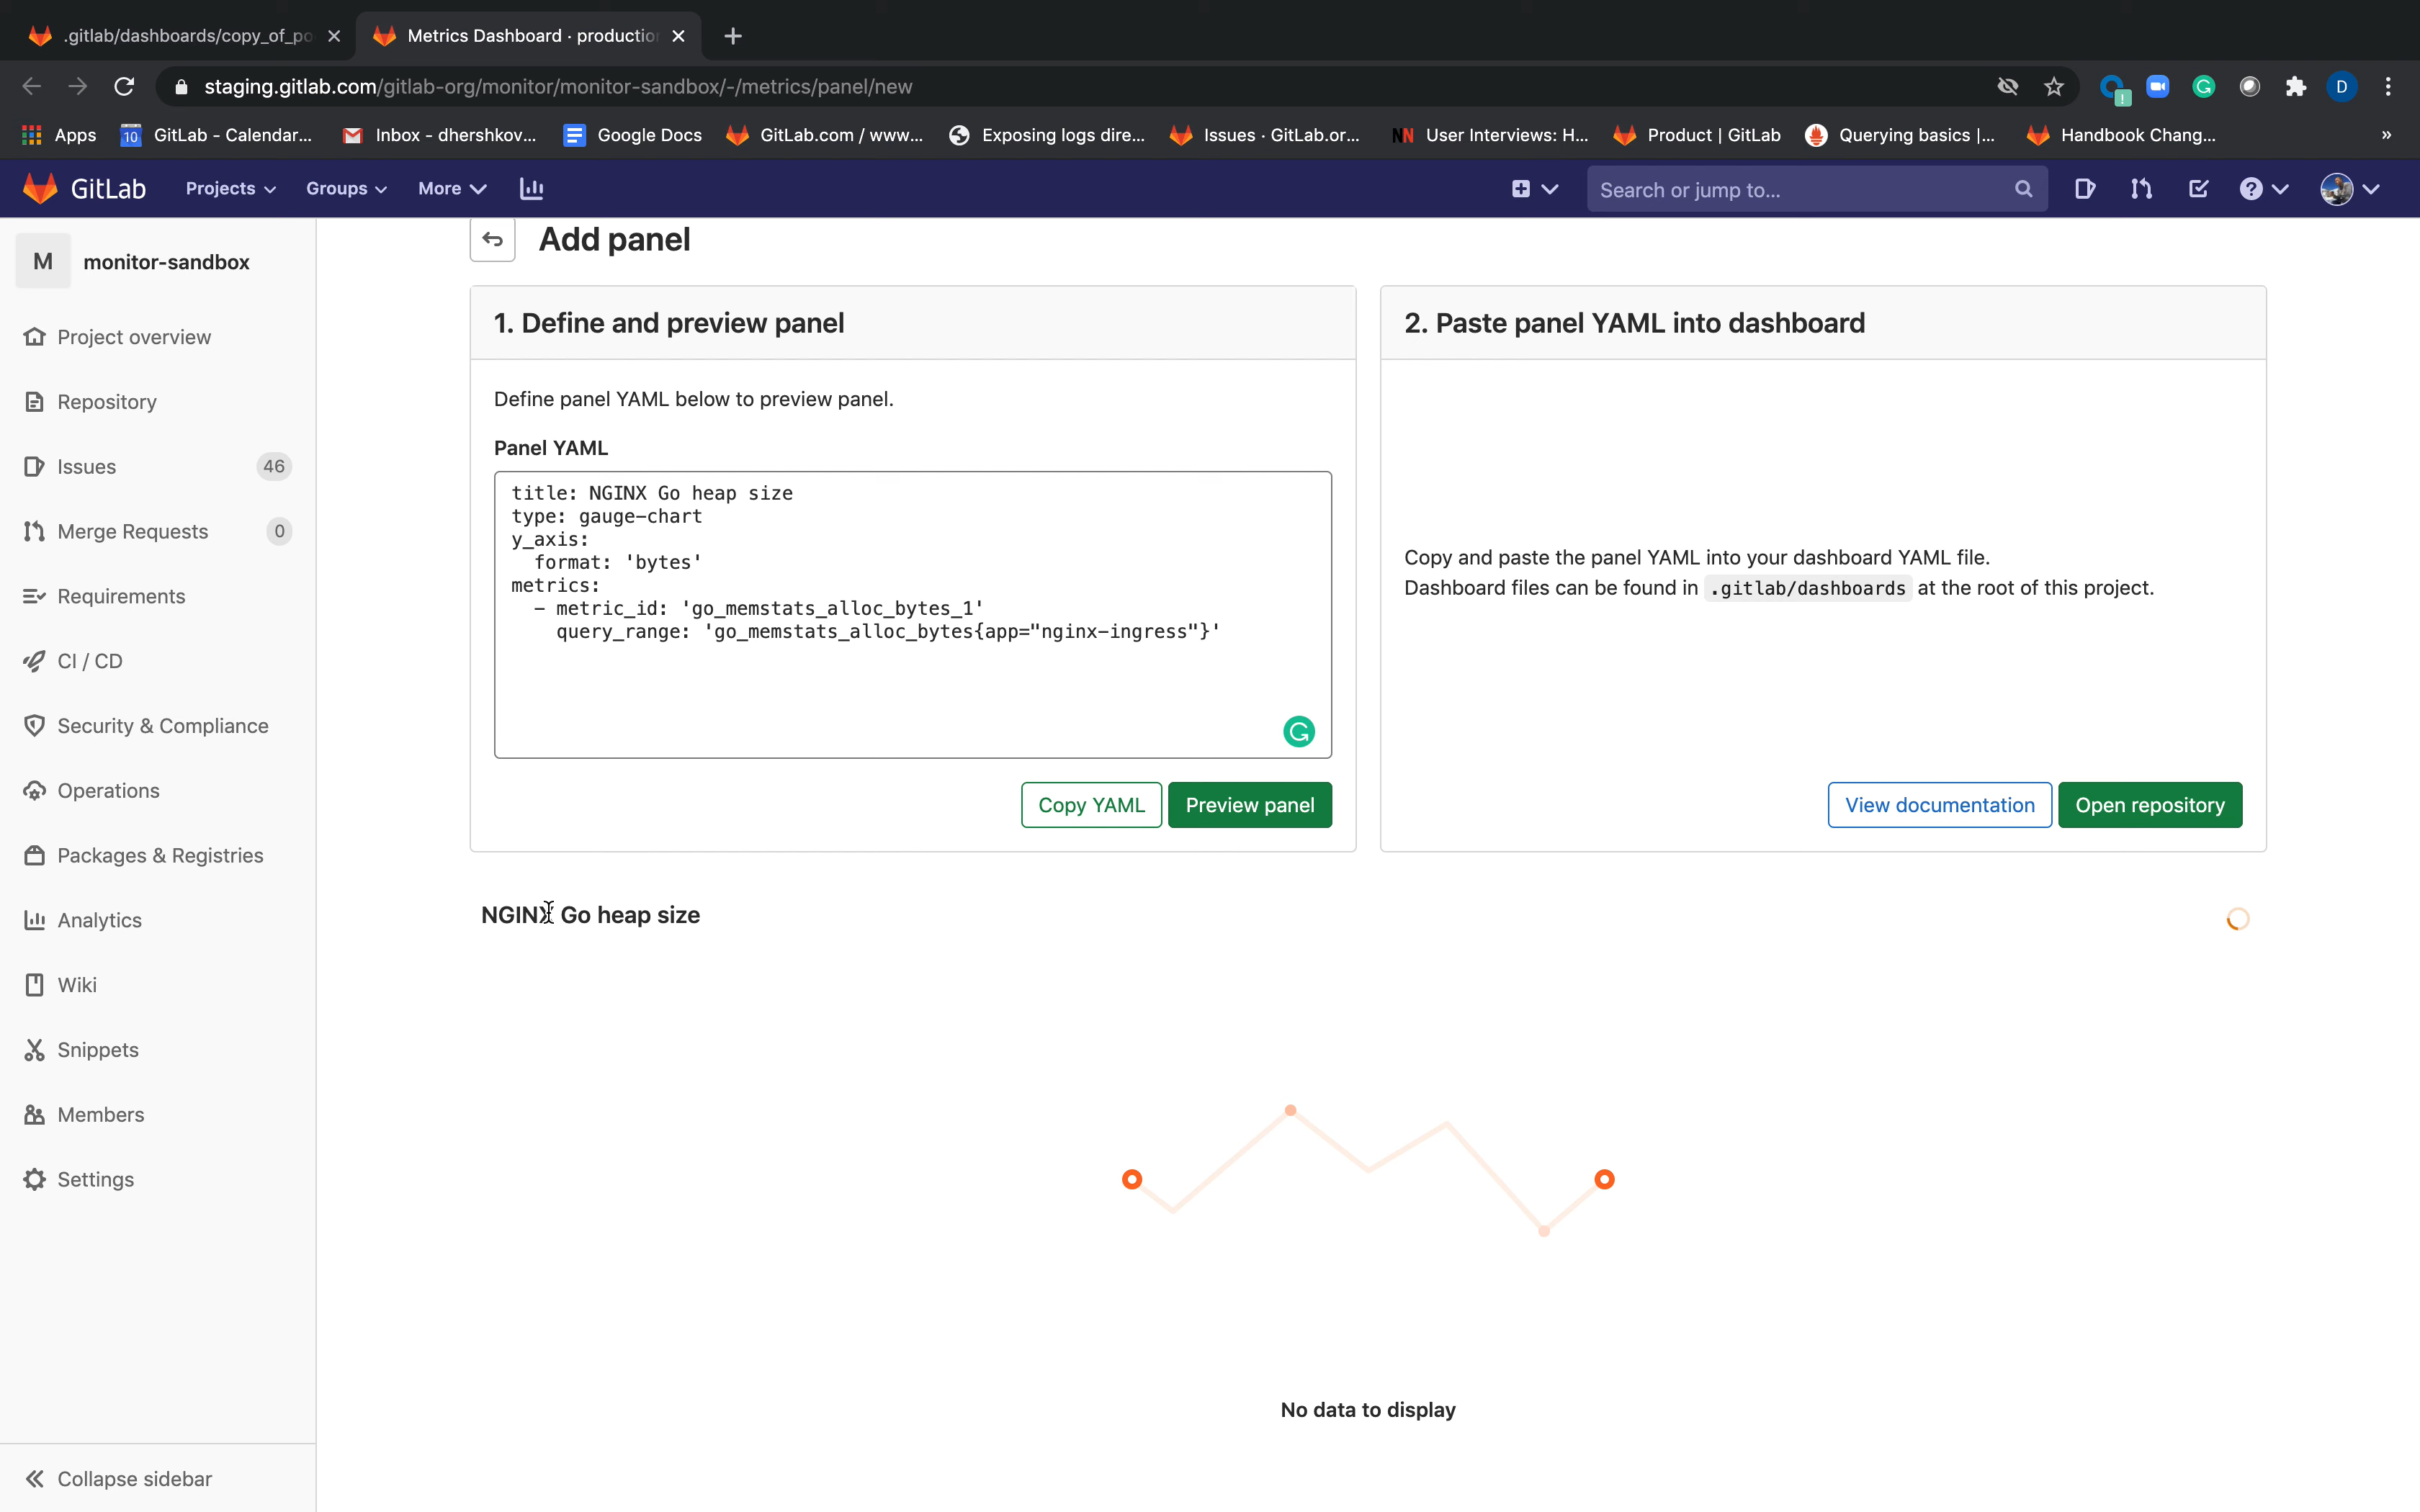 .gitlab/dashboards/copy_of_po
Metrics Dashboard · production
staging.gitlab.com/gitlab-org/monitor/monitor-sandbox/-/metrics/panel/new
D
Apps
10
GitLab - Calendar...
Inbox - dhershkov...
Google Docs
GitLab.com / www...
Exposing logs dire...
Issues · GitLab.or...
NN
User Interviews: H...
Product | GitLab
Querying basics |...
Handbook Chang...
»
GitLab
Projects
Groups
More
Search or jump to...
M
monitor-sandbox
Project overview
Repository
Issues 46
Merge Requests 0
Requirements
CI / CD
Security & Compliance
Operations
Packages & Registries
Analytics
Wiki
Snippets
Members
Settings
Collapse sidebar
Add panel
1. Define and preview panel
Define panel YAML below to preview panel.
Panel YAML
title: NGINX Go heap size
type: gauge-chart
y_axis:
format: 'bytes'
metrics:
- metric_id: 'go_memstats_alloc_bytes_1'
query_range: 'go_memstats_alloc_bytes{app="nginx-ingress"}'
Copy YAML
Preview panel
2. Paste panel YAML into dashboard
Copy and paste the panel YAML into your dashboard YAML file.
Dashboard files can be found in .gitlab/dashboards at the root of this project.
View documentation
Open repository
NGINX Go heap size
No data to display